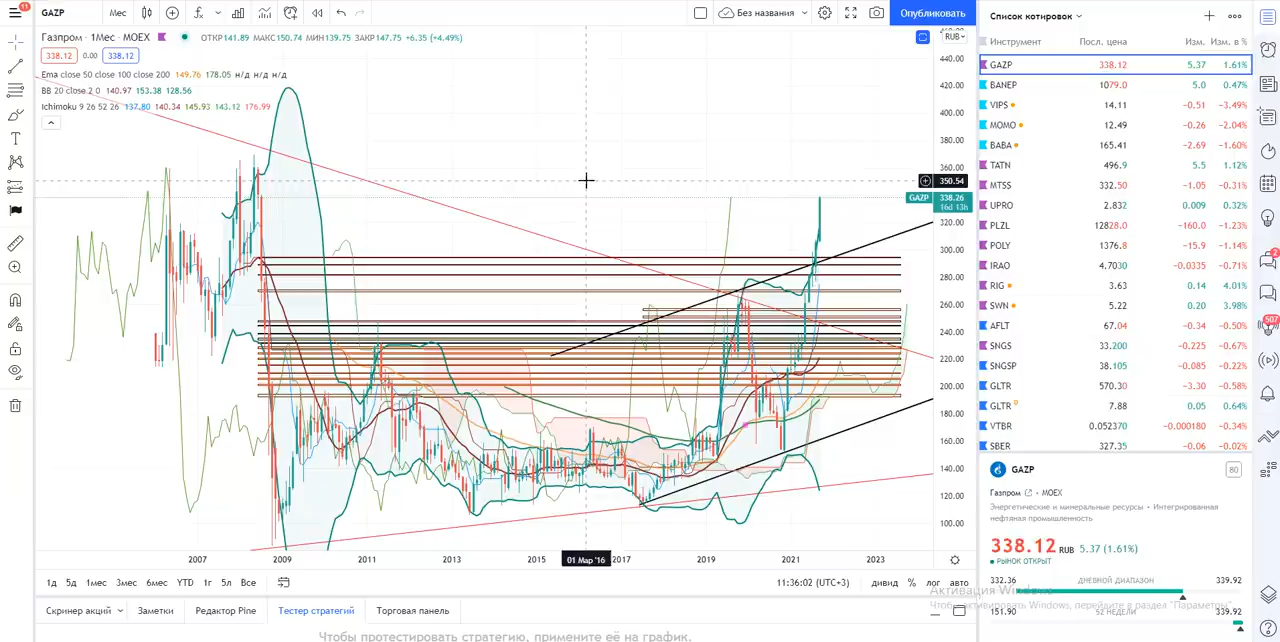 11
GAZP
Мес
Без названия
Опубликовать
Список котировок
Газпром · 1Мес · MOEX
ОТКР141.89 МАКС150.74 МИН139.75 ЗАКР147.75 +6.35 (+4.49%)
RUB
338.12 0.00 338.12
Ema close 50 close 100 close 200 149.76 178.05 н/д н/д н/д
BB 20 close 2 0 140.97 153.38 128.56
Ichimoku 9 26 52 26 137.80 140.34 145.93 143.12 176.99
440.00
420.00
400.00
380.00
360.00
350.54
GAZP 338.26
16d 13h
320.00
300.00
280.00
260.00
240.00
220.00
200.00
180.00
160.00
140.00
120.00
100.00
2007 2009 2011 2013 2015 01 Мар '16 2017 2019 2021 2023
1д 5д 1мес 3мес 6мес YTD 1г 5л Все
11:36:02 (UTC+3) дивид % лог авто
Скринер акций Заметки Редактор Pine Тестер стратегий Торговая панель
Чтобы протестировать стратегию, примените её на график.
Инструмент Посл. цена Изм. Изм. в %
GAZP 338.12 5.37 1.61%
BANEP 1079.0 5.0 0.47%
VIPS 14.11 −0.51 −3.49%
MOMO 12.49 −0.26 −2.04%
BABA 165.41 −2.69 −1.60%
TATN 496.9 5.5 1.12%
MTSS 332.50 −1.05 −0.31%
UPRO 2.832 0.009 0.32%
PLZL 12828.0 −160.0 −1.23%
POLY 1376.8 −15.9 −1.14%
IRAO 4.7030 −0.0335 −0.71%
RIG 3.63 0.14 4.01%
SWN 5.22 0.20 3.98%
AFLT 67.04 −0.34 −0.50%
SNGS 33.200 −0.225 −0.67%
SNGSP 38.105 −0.085 −0.22%
GLTR 570.30 −3.30 −0.58%
GLTR D 7.88 0.05 0.64%
VTBR 0.052370 −0.000180 −0.34%
SBER 327.35 −0.06 −0.02%
GAZP 80
Газпром • MOEX
Энергетические и минеральные ресурсы • Интегрированная
нефтяная промышленность
338.12 RUB 5.37 (1.61%)
РЫНОК ОТКРЫТ
332.36 ДНЕВНОЙ ДИАПАЗОН 339.92
Активация Windows
Чтобы активировать Windows, перейдите в раздел "Параметры".
151.90 52 НЕДЕЛИ 339.92
2
507